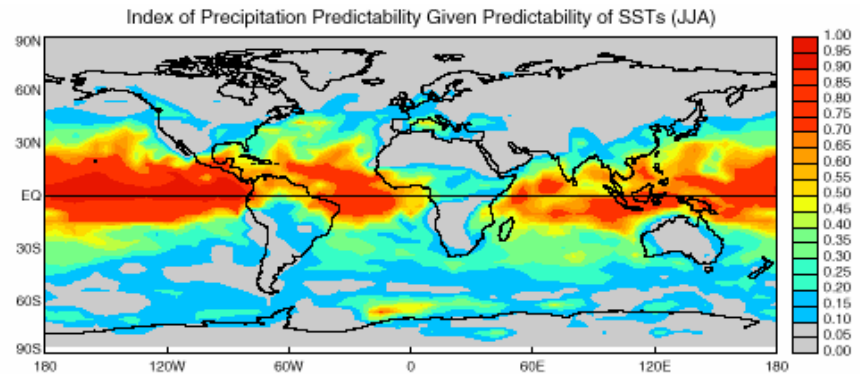 Index of Precipitation Predictability Given Predictability of SSTs (JJA)
90N
60N
30N
EQ
30S
60S
90S
180
120W
60W
0
60E
120E
180
1.00
0.95
0.90
0.85
0.80
0.75
0.70
0.65
0.60
0.55
0.50
0.45
0.40
0.35
0.30
0.25
0.20
0.15
0.10
0.05
0.00